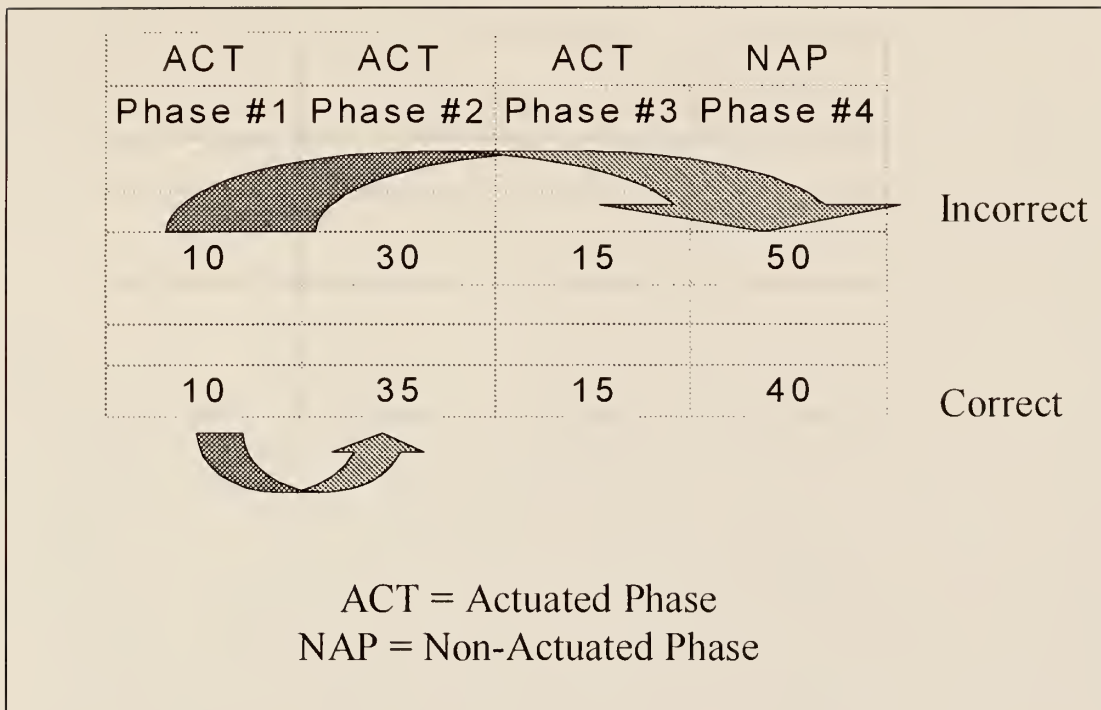 ACT ACT ACT NAP
Phase #1 Phase #2 Phase #3 Phase #4
Incorrect
10 30 15 50
10 35 15 40
Correct
ACT = Actuated Phase
NAP = Non-Actuated Phase